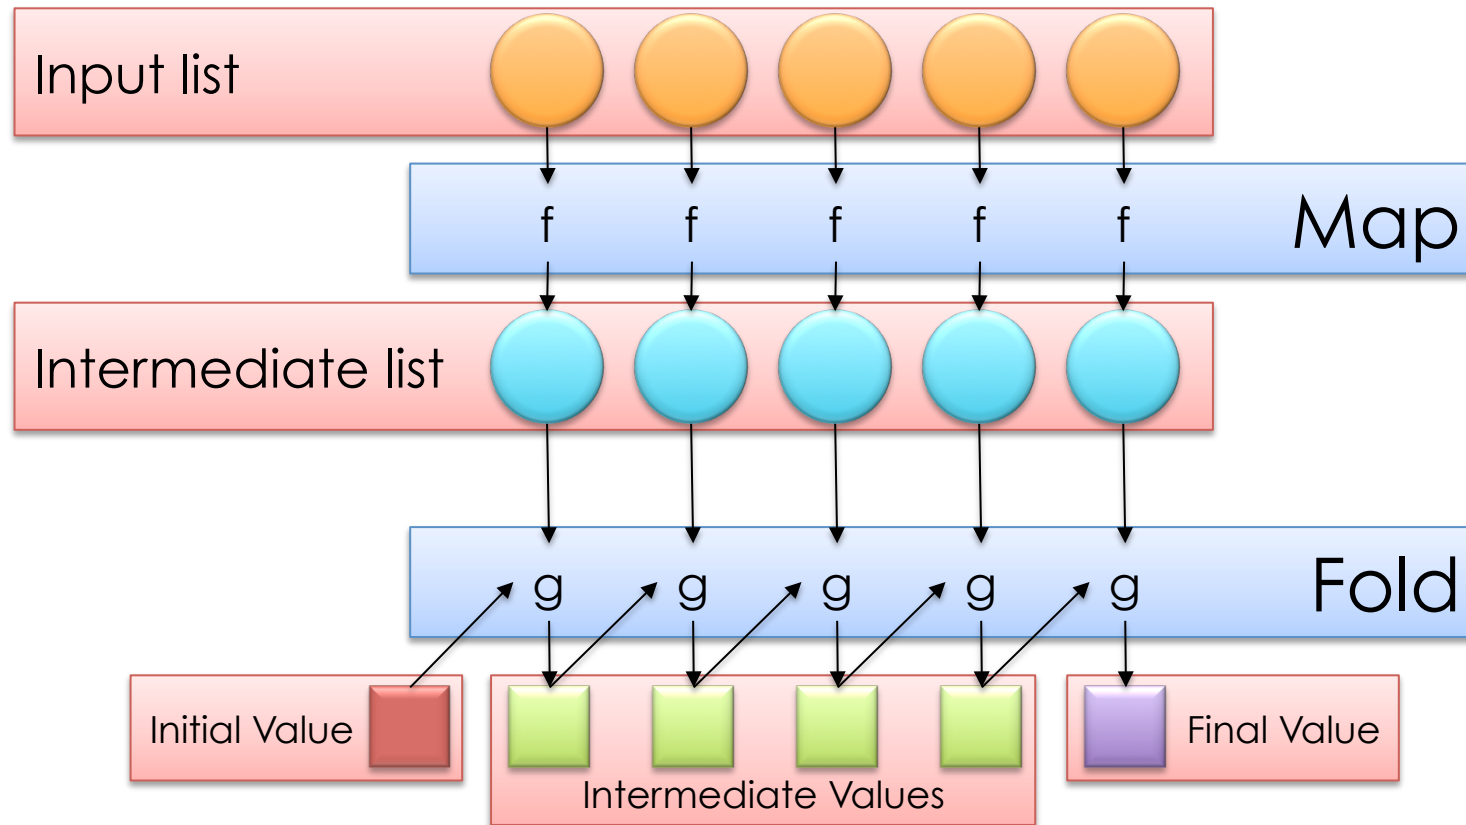 Input list
f f f f f Map
Intermediate list
g g g g g Fold
Initial Value
Final Value
Intermediate Values